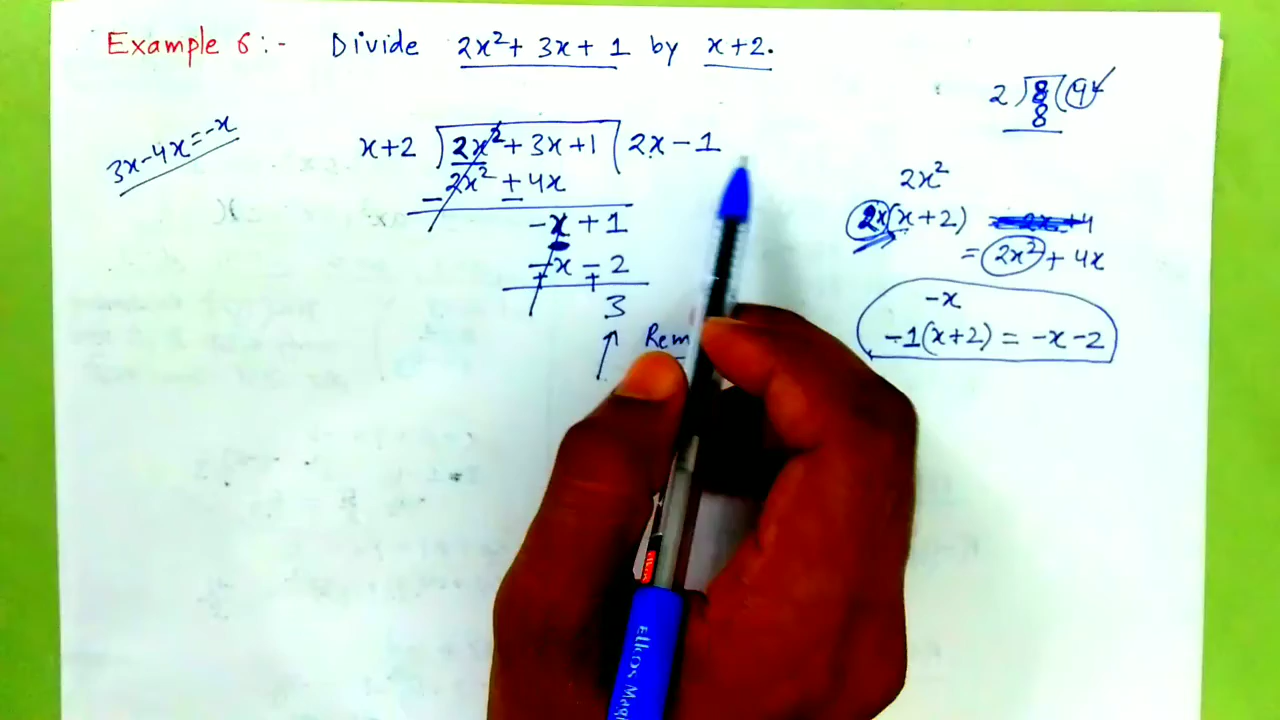 Example 6:- Divide 2x²+ 3x+ 1 by x+2.
3x-4x=-x
x+2 2x²+ 3x+1 2x-1
2x² + 4x
-x + 1
-x - 2
3
Rem
2 8 4
8
2x²
2x(x+2)
= 2x²+ 4x
-x
-1(x+2) = -x-2
Elkos